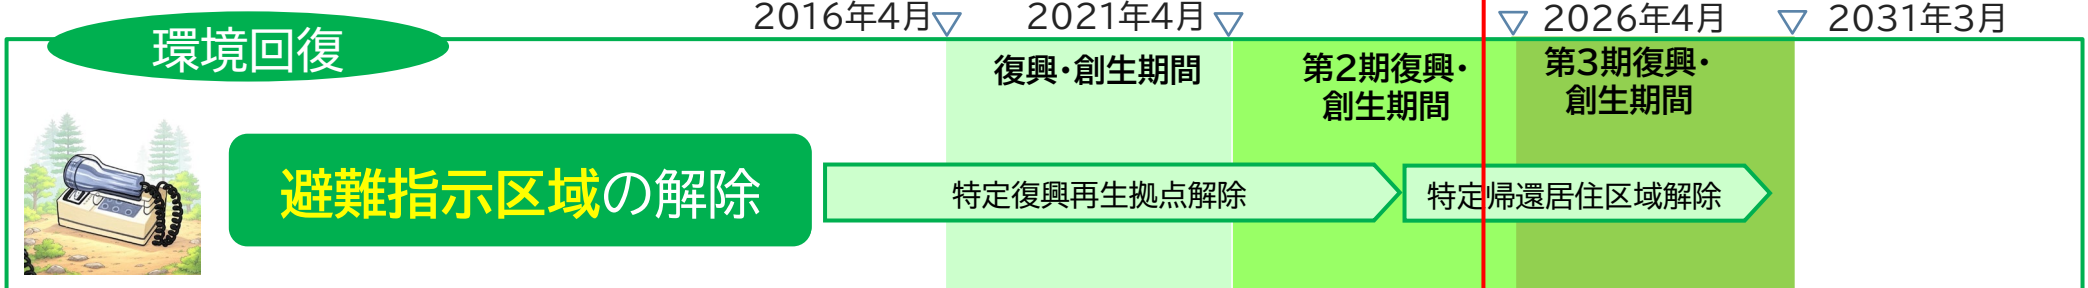 2016年4月
2021年4月
2026年4月
2031年3月
環境回復
復興・創生期間
第2期復興・
創生期間
第3期復興・
創生期間
避難指示区域の解除
特定復興再生拠点解除
特定帰還居住区域解除